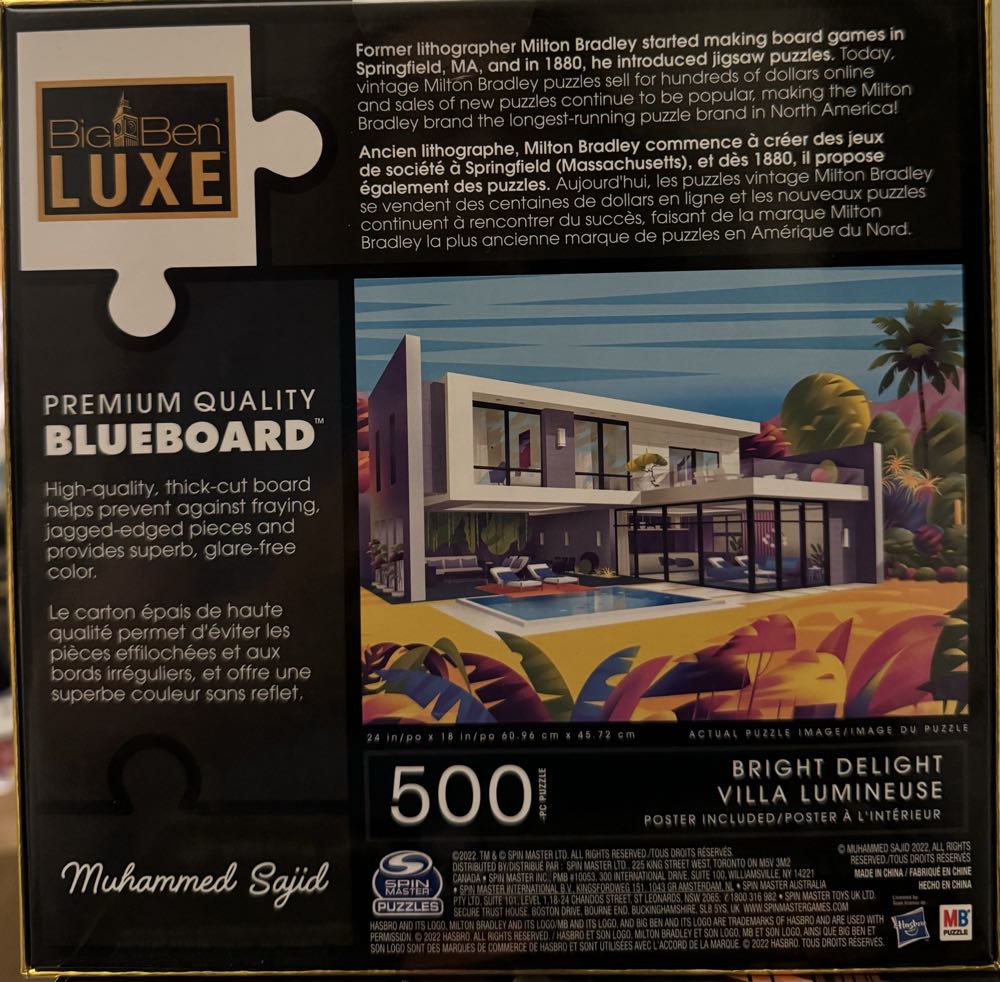 Big Ben
LUXE
Former lithographer Milton Bradley started making board games in
Springfield, MA, and in 1880, he introduced jigsaw puzzles. Today,
vintage Milton Bradley puzzles sell for hundreds of dollars online
and sales of new puzzles continue to be popular, making the Milton
Bradley brand the longest-running puzzle brand in North America!
Ancien lithographe, Milton Bradley commence à créer des jeux
de société à Springfield (Massachusetts), et dès 1880, il propose
également des puzzles. Aujourd'hui, les puzzles vintage Milton Bradley
se vendent des centaines de dollars en ligne et les nouveaux puzzles
continuent à rencontrer du succès, faisant de la marque Milton
Bradley la plus ancienne marque de puzzles en Amérique du Nord.
PREMIUM QUALITY
BLUEBOARD™
High-quality, thick-cut board
helps prevent against fraying,
jagged-edged pieces and
provides superb, glare-free
color.
Le carton épais de haute
qualité permet d'éviter les
pièces effilochées et aux
bords irréguliers, et offre une
superbe couleur sans reflet.
24 in/po x 18 in/po 60.96 cm x 45.72 cm
ACTUAL PUZZLE IMAGE/IMAGE DU PUZZLE
500
-PC PUZZLE
BRIGHT DELIGHT
VILLA LUMINEUSE
POSTER INCLUDED/POSTER À L'INTÉRIEUR
Muhammed Sajid
SPIN
MASTER
PUZZLES
©2022. TM & © SPIN MASTER LTD. ALL RIGHTS RESERVED./TOUS DROITS RÉSERVÉS.
DISTRIBUTED BY/DISTRIBUÉ PAR : SPIN MASTER LTD., 225 KING STREET WEST, TORONTO ON M5V 3M2
CANADA • SPIN MASTER INC., PMB #10053, 300 INTERNATIONAL DRIVE, SUITE 100, WILLIAMSVILLE, NY 14221
• SPIN MASTER INTERNATIONAL B.V., KINGSFORDWEG 151, 1043 GR AMSTERDAM, NL • SPIN MASTER AUSTRALIA
PTY LTD, SUITE 101, LEVEL 1,18-24 CHANDOS STREET, ST LEONARDS, NSW 2065; 1800 316 982 • SPIN MASTER TOYS UK LTD,
SECURE TRUST HOUSE, BOSTON DRIVE, BOURNE END, BUCKINGHAMSHIRE, SL8 5YS, UK WWW.SPINMASTERGAMES.COM
HASBRO AND ITS LOGO, MILTON BRADLEY AND ITS LOGO/MB AND ITS LOGO, AND BIG BEN AND ITS LOGO ARE TRADEMARKS OF HASBRO AND ARE USED WITH
PERMISSION. © 2022 HASBRO. ALL RIGHTS RESERVED. / HASBRO ET SON LOGO, MILTON BRADLEY ET SON LOGO, MB ET SON LOGO, AINSI QUE BIG BEN ET
SON LOGO SONT DES MARQUES DE COMMERCE DE HASBRO ET SONT UTILISÉES AVEC L'ACCORD DE LA MARQUE. © 2022 HASBRO. TOUS DROITS RÉSERVÉS.
© MUHAMMED SAJID 2022, ALL RIGHTS
RESERVED./TOUS DROITS RÉSERVÉS
MADE IN CHINA / FABRIQUÉ EN CHINE
HECHO EN CHINA
Hasbro
MB
PUZZLE